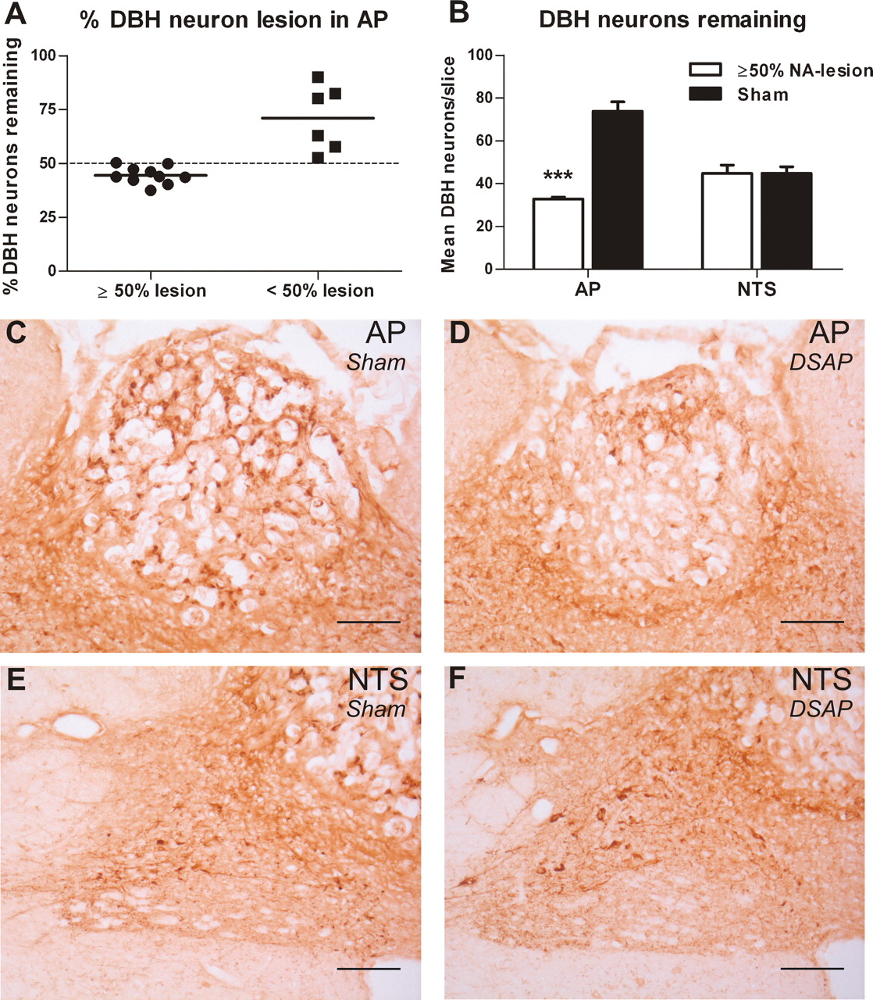 A
% DBH neuron lesion in AP
% DBH neurons remaining
100
75
50
25
0
≥ 50% lesion
< 50% lesion
B
DBH neurons remaining
Mean DBH neurons/slice
100
80
60
40
20
0
≥50% NA-lesion
Sham
***
AP
NTS
C
AP
Sham
D
AP
DSAP
E
NTS
Sham
F
NTS
DSAP